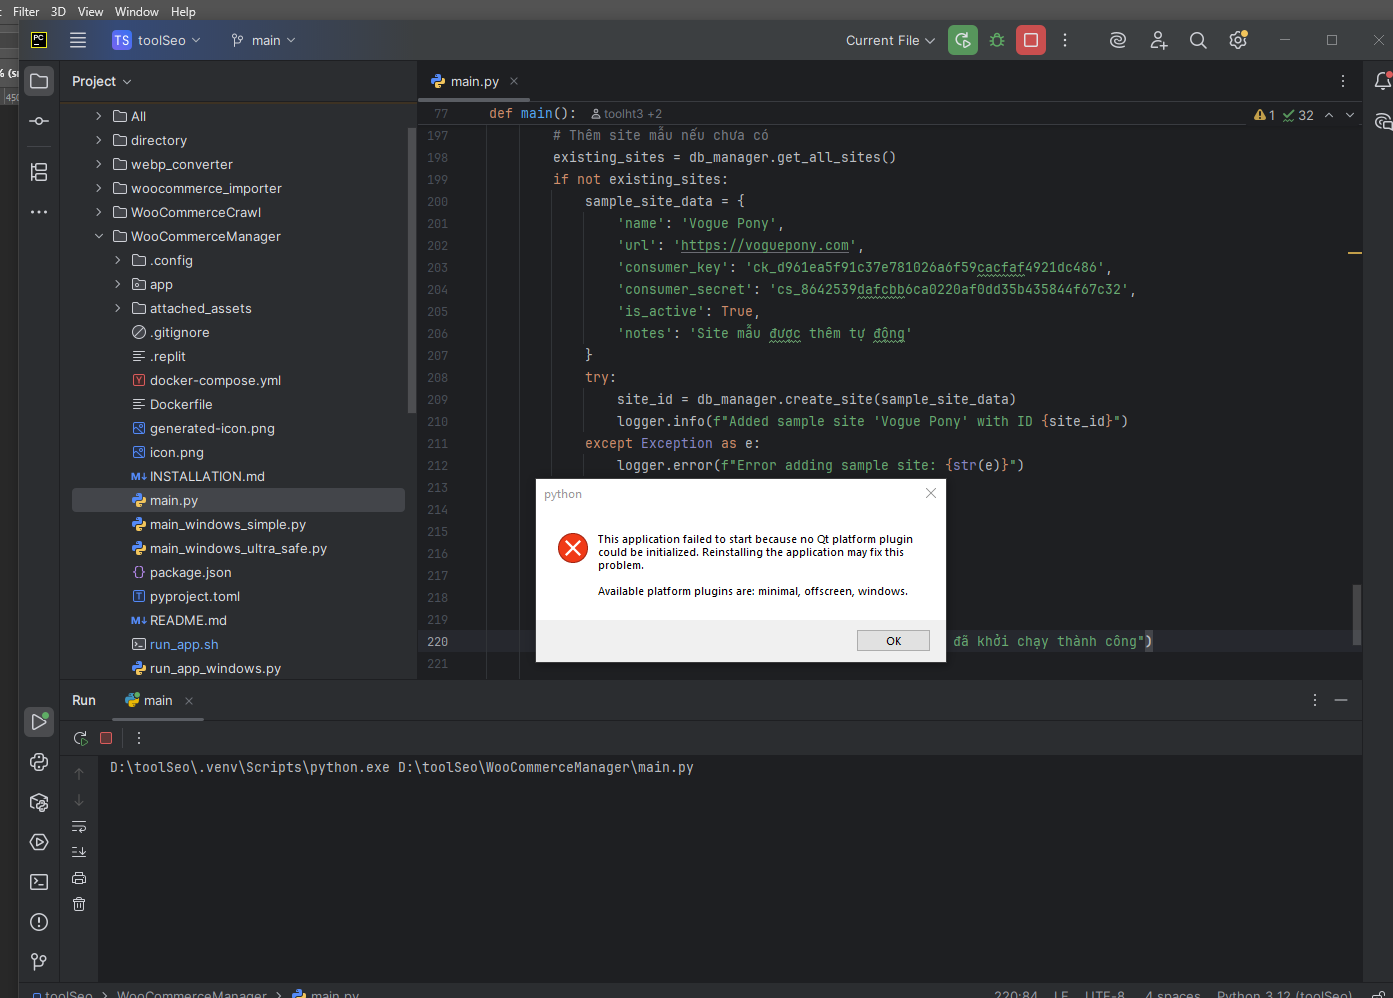 Filter 3D View Window Help
PC
TS toolSeo main Current File
% (s
450
Project
main.py
All
directory
webp_converter
woocommerce_importer
WooCommerceCrawl
WooCommerceManager
.config
app
attached_assets
.gitignore
.replit
docker-compose.yml
Dockerfile
generated-icon.png
icon.png
INSTALLATION.md
main.py
main_windows_simple.py
main_windows_ultra_safe.py
package.json
pyproject.toml
README.md
run_app.sh
run_app_windows.py
77 def main(): toolht3 +2
1 32
197 # Thêm site mẫu nếu chưa có
198 existing_sites = db_manager.get_all_sites()
199 if not existing_sites:
200 sample_site_data = {
201 'name': 'Vogue Pony',
202 'url': 'https://voguepony.com',
203 'consumer_key': 'ck_d961ea5f91c37e781026a6f59cacfaf4921dc486',
204 'consumer_secret': 'cs_8642539dafcbb6ca0220af0dd35b435844f67c32',
205 'is_active': True,
206 'notes': 'Site mẫu được thêm tự động'
207 }
208 try:
209 site_id = db_manager.create_site(sample_site_data)
210 logger.info(f"Added sample site 'Vogue Pony' with ID {site_id}")
211 except Exception as e:
212 logger.error(f"Error adding sample site: {str(e)}")
213
214
215
216
217
218
219
220 đã khởi chạy thành công")
221
python
This application failed to start because no Qt platform plugin
could be initialized. Reinstalling the application may fix this
problem.
Available platform plugins are: minimal, offscreen, windows.
OK
Run main
D:\toolSeo\.venv\Scripts\python.exe D:\toolSeo\WooCommerceManager\main.py
toolSeo > WooCommerceManager > main.py 220:84 LF UTF-8 4 spaces Python 3.12 (toolSeo)